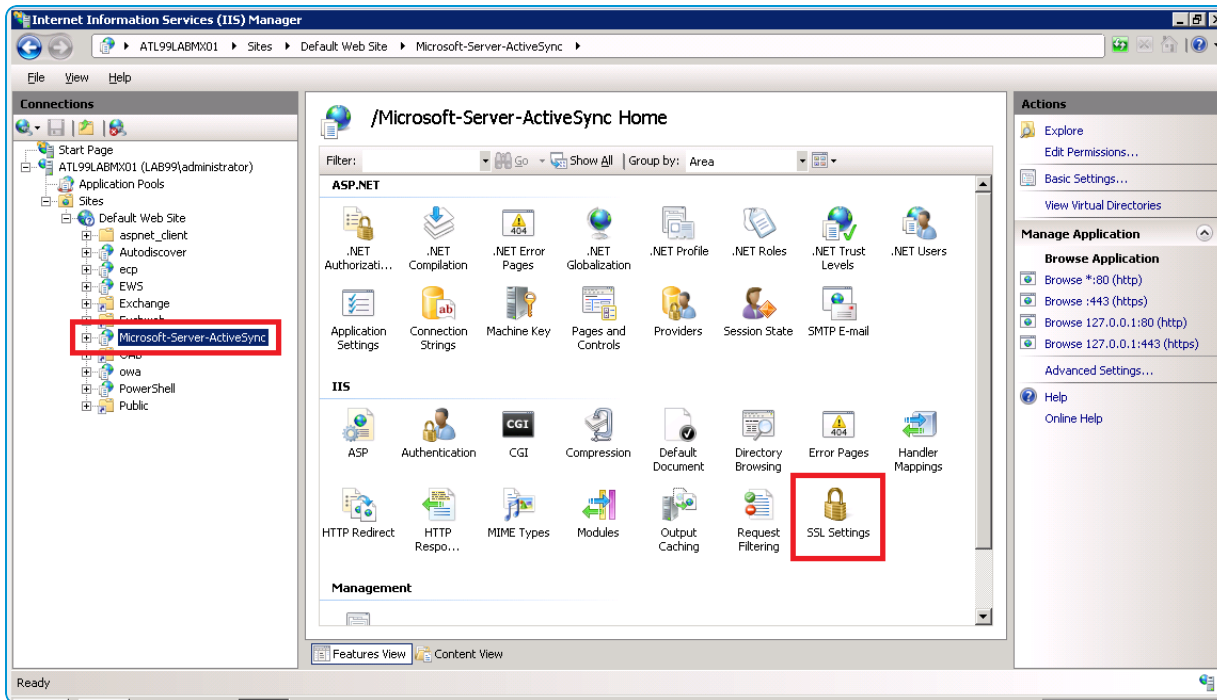 Internet Information Services (IIS) Manager
ATL99LABMX01 Sites Default Web Site Microsoft-Server-ActiveSync
File View Help
Connections
Start Page
ATL99LABMX01 (LAB99\administrator)
Application Pools
Sites
Default Web Site
aspnet_client
Autodiscover
ecp
EWS
Exchange
Microsoft-Server-ActiveSync
OAB
owa
PowerShell
Public
/Microsoft-Server-ActiveSync Home
Filter: Go Show All Group by: Area
ASP.NET
.NET Authorizati...
.NET Compilation
404
.NET Error Pages
.NET Globalization
.NET Profile
.NET Roles
.NET Trust Levels
.NET Users
Application Settings
ab
Connection Strings
Machine Key
Pages and Controls
Providers
Session State
SMTP E-mail
IIS
ASP
Authentication
CGI
CGI
Compression
Default Document
Directory Browsing
404
Error Pages
Handler Mappings
HTTP Redirect
HTTP Respo...
MIME Types
Modules
Output Caching
Request Filtering
SSL Settings
Management
Features View Content View
Actions
Explore
Edit Permissions...
Basic Settings...
View Virtual Directories
Manage Application
Browse Application
Browse *:80 (http)
Browse :443 (https)
Browse 127.0.0.1:80 (http)
Browse 127.0.0.1:443 (https)
Advanced Settings...
Help
Online Help
Ready